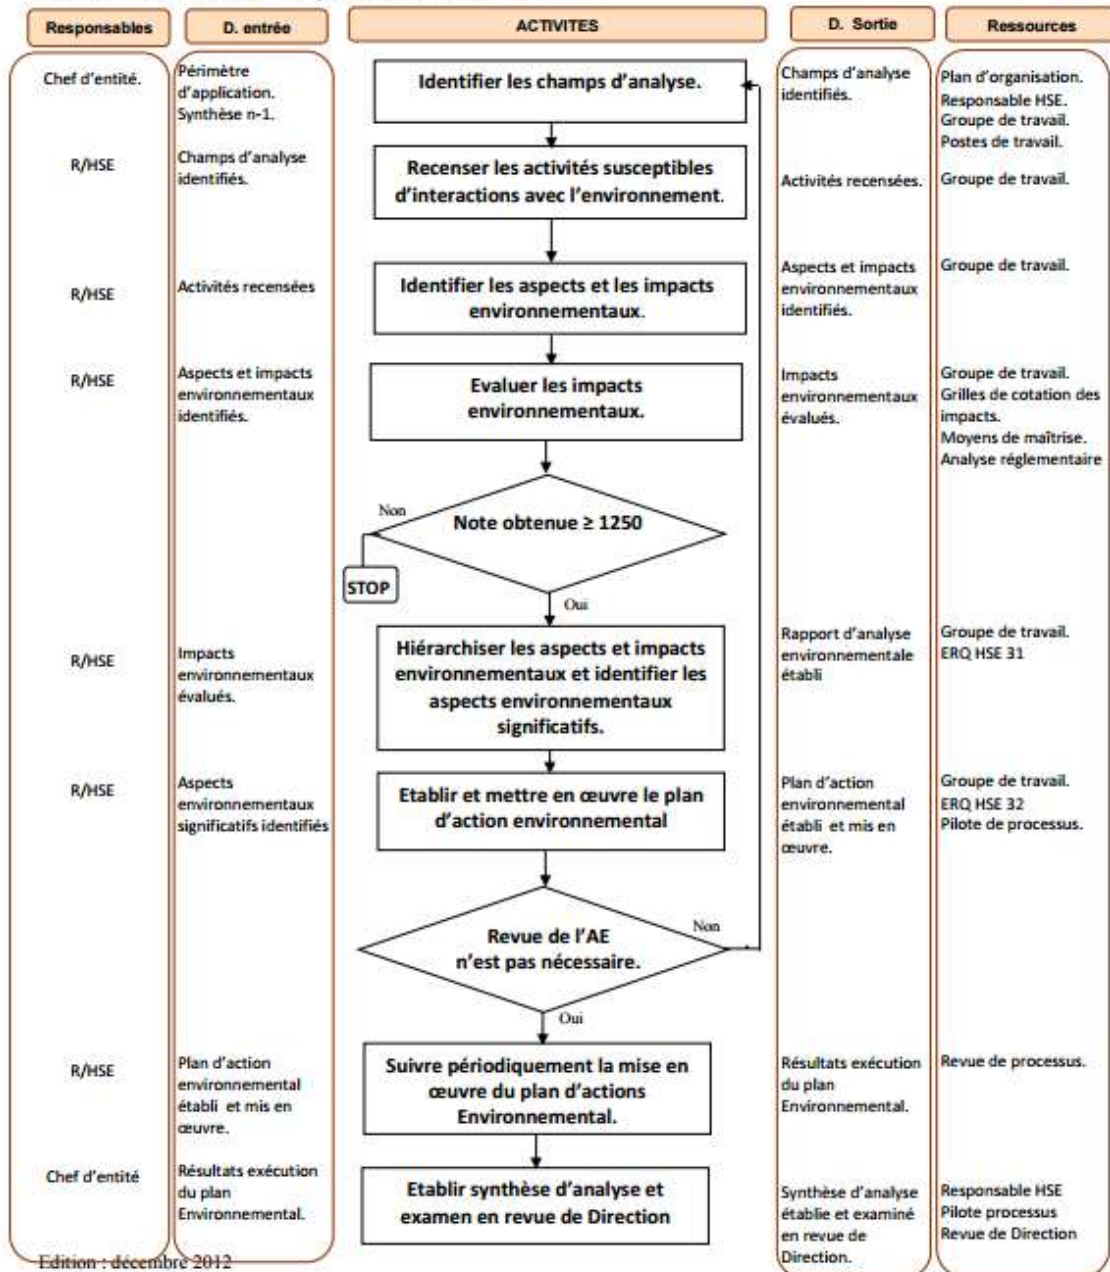 Responsables
D. entrée
ACTIVITES
D. Sortie
Ressources
Chef d'entité.
Périmètre
d'application.
Synthèse n-1.
Identifier les champs d'analyse.
Champs d'analyse
identifiés.
Plan d'organisation.
Responsable HSE.
Groupe de travail.
Postes de travail.
R/HSE
Champs d'analyse
identifiés.
Recenser les activités susceptibles
d'interactions avec l'environnement.
Activités recensées.
Groupe de travail.
R/HSE
Activités recensées
Identifier les aspects et les impacts
environnementaux.
Aspects et impacts
environnementaux
identifiés.
Groupe de travail.
R/HSE
Aspects et impacts
environnementaux
identifiés.
Evaluer les impacts
environnementaux.
Impacts
environnementaux
évalués.
Groupe de travail.
Grilles de cotation des
impacts.
Moyens de maîtrise.
Analyse réglementaire
Non
Note obtenue ≥ 1250
STOP
Oui
R/HSE
Impacts
environnementaux
évalués.
Hiérarchiser les aspects et impacts
environnementaux et identifier les
aspects environnementaux
significatifs.
Rapport d'analyse
environnementale
établi
Groupe de travail.
ERQ HSE 31
R/HSE
Aspects
environnementaux
significatifs identifiés
Etablir et mettre en œuvre le plan
d'action environnemental
Plan d'action
environnemental
établi et mis en
œuvre.
Groupe de travail.
ERQ HSE 32
Pilote de processus.
Revue de l'AE
n'est pas nécessaire.
Non
Oui
R/HSE
Plan d'action
environnemental
établi et mis en
œuvre.
Suivre périodiquement la mise en
œuvre du plan d'actions
Environnemental.
Résultats exécution
du plan
Environnemental.
Revue de processus.
Chef d'entité
Résultats exécution
du plan
Environnemental.
Etablir synthèse d'analyse et
examen en revue de Direction
Synthèse d'analyse
établie et examiné
en revue de
Direction.
Responsable HSE
Pilote processus
Revue de Direction
Edition : décembre 2012